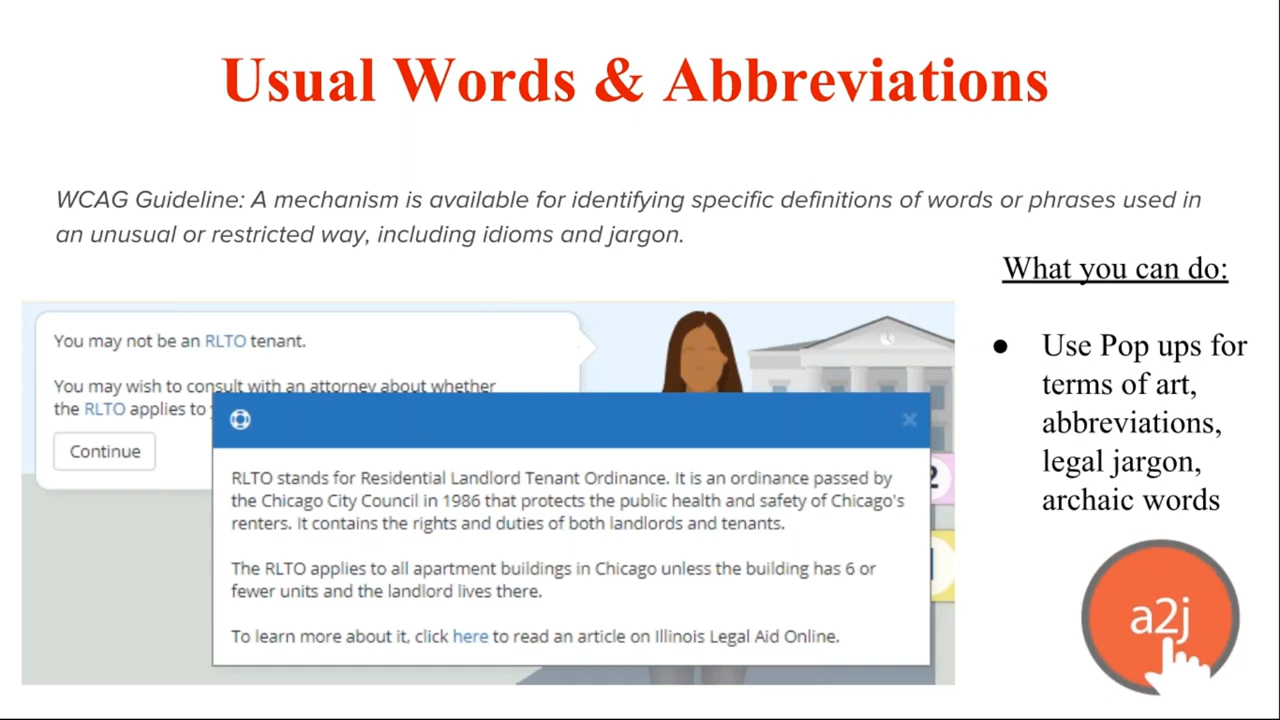 Usual Words & Abbreviations
WCAG Guideline: A mechanism is available for identifying specific definitions of words or phrases used in
an unusual or restricted way, including idioms and jargon.
What you can do:
● Use Pop ups for
terms of art,
abbreviations,
legal jargon,
archaic words
You may not be an RLTO tenant.
You may wish to consult with an attorney about whether
the RLTO applies to
Continue
RLTO stands for Residential Landlord Tenant Ordinance. It is an ordinance passed by
the Chicago City Council in 1986 that protects the public health and safety of Chicago's
renters. It contains the rights and duties of both landlords and tenants.
The RLTO applies to all apartment buildings in Chicago unless the building has 6 or
fewer units and the landlord lives there.
To learn more about it, click here to read an article on Illinois Legal Aid Online.
2
a2j